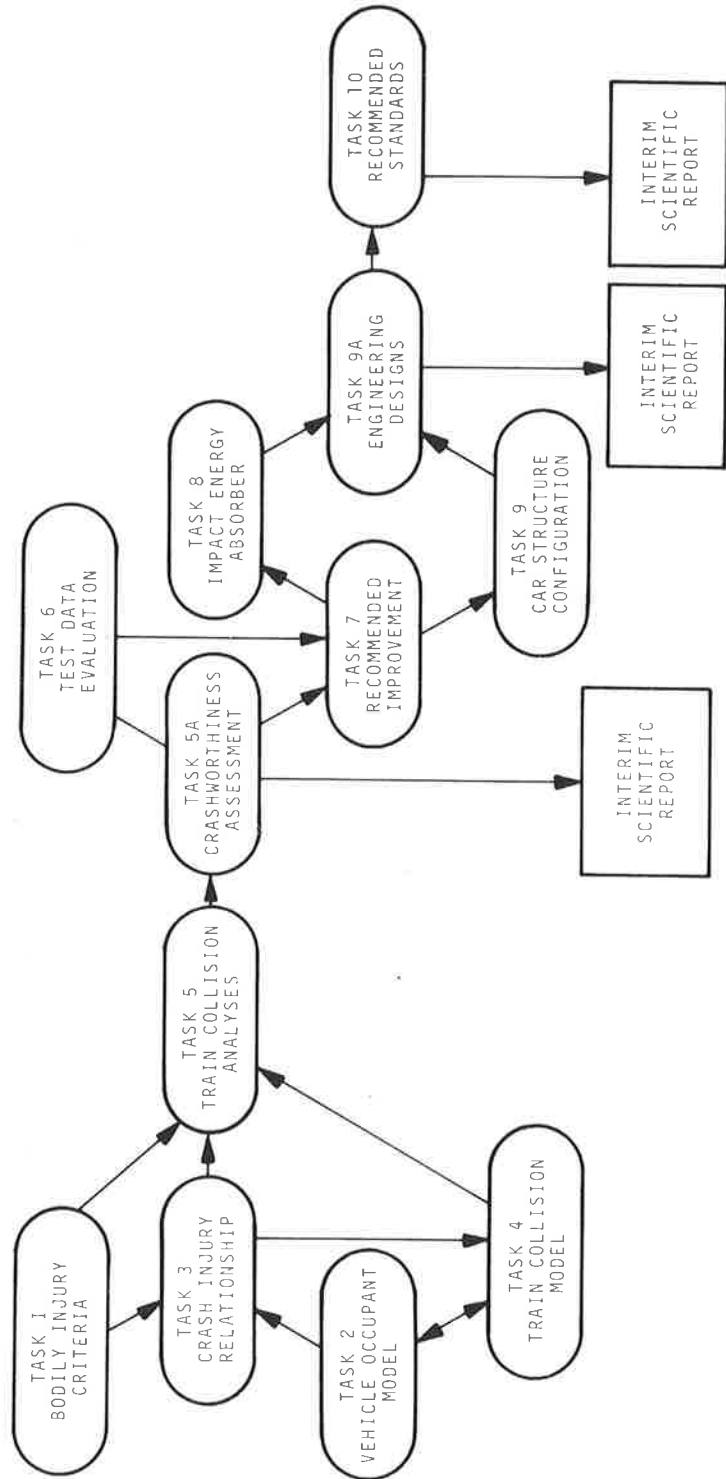 TASK 1
BODILY INJURY
CRITERIA
TASK 3
CRASH INJURY
RELATIONSHIP
TASK 2
VEHICLE OCCUPANT
MODEL
TASK 4
TRAIN COLLISION
MODEL
TASK 5
TRAIN COLLISION
ANALYSES
TASK 5A
CRASHWORTHINESS
ASSESSMENT
TASK 6
TEST DATA
EVALUATION
TASK 7
RECOMMENDED
IMPROVEMENT
TASK 8
IMPACT ENERGY
ABSORBER
TASK 9
CAR STRUCTURE
CONFIGURATION
TASK 9A
ENGINEERING
DESIGNS
TASK 10
RECOMMENDED
STANDARDS
INTERIM
SCIENTIFIC
REPORT
INTERIM
SCIENTIFIC
REPORT
INTERIM
SCIENTIFIC
REPORT